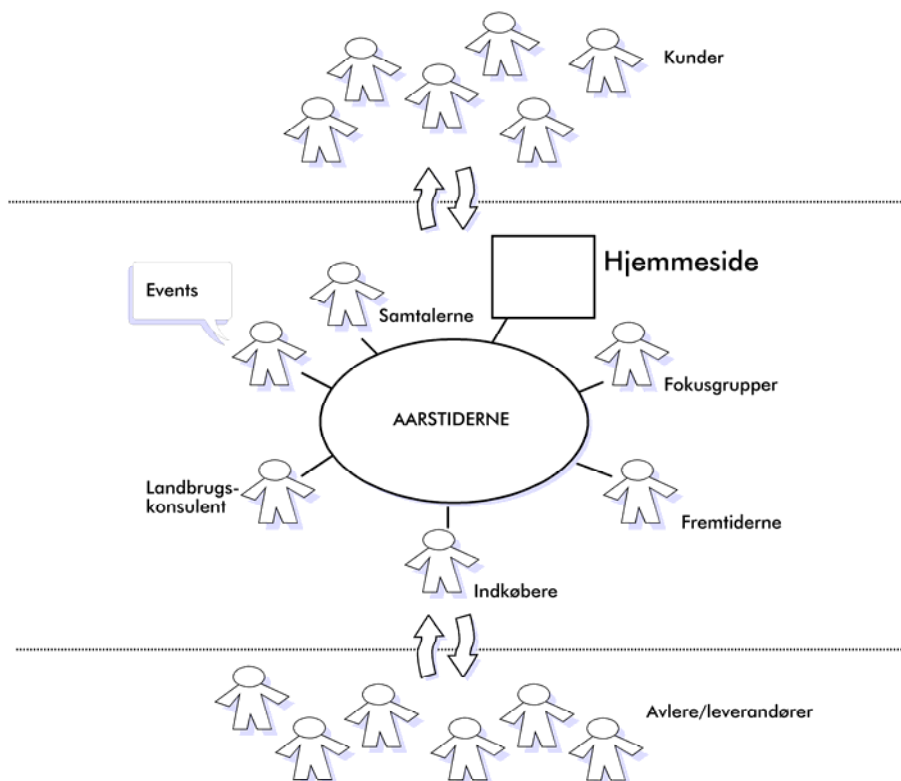 Kunder
Hjemmeside
Events
Samtalerne
Fokusgrupper
AARSTIDERNE
Landbrugs-
konsulent
Fremtiderne
Indkøbere
Avlere/leverandører